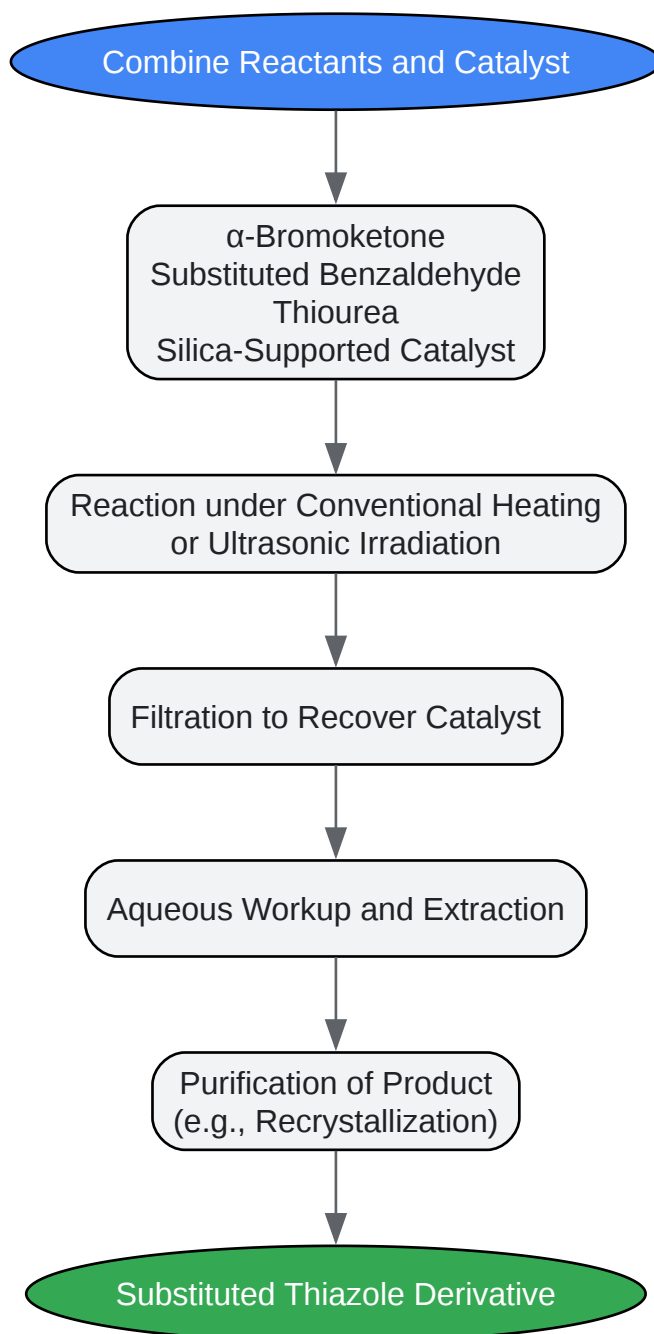 Combine Reactants and Catalyst
α-Bromoketone
Substituted Benzaldehyde
Thiourea
Silica-Supported Catalyst
Reaction under Conventional Heating
or Ultrasonic Irradiation
Filtration to Recover Catalyst
Aqueous Workup and Extraction
Purification of Product
(e.g., Recrystallization)
Substituted Thiazole Derivative